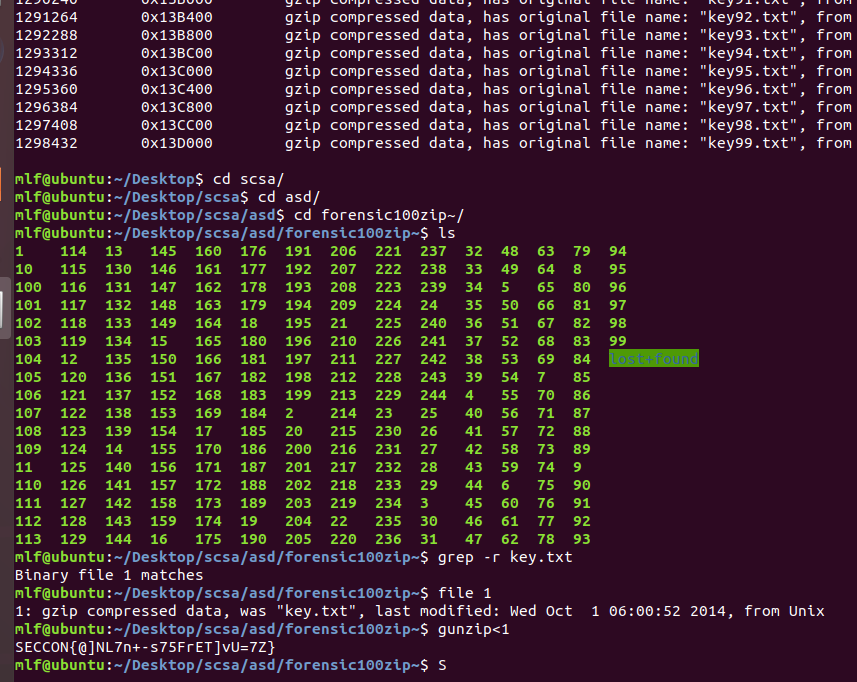 1291264 0x13B400 gzip compressed data, has original file name: "key92.txt", from
1292288 0x13B800 gzip compressed data, has original file name: "key93.txt", from
1293312 0x13BC00 gzip compressed data, has original file name: "key94.txt", from
1294336 0x13C000 gzip compressed data, has original file name: "key95.txt", from
1295360 0x13C400 gzip compressed data, has original file name: "key96.txt", from
1296384 0x13C800 gzip compressed data, has original file name: "key97.txt", from
1297408 0x13CC00 gzip compressed data, has original file name: "key98.txt", from
1298432 0x13D000 gzip compressed data, has original file name: "key99.txt", from
mlf@ubuntu:~/Desktop$ cd scsa/
mlf@ubuntu:~/Desktop/scsa$ cd asd/
mlf@ubuntu:~/Desktop/scsa/asd$ cd forensic100zip~/
mlf@ubuntu:~/Desktop/scsa/asd/forensic100zip~$ ls
1 114 13 145 160 176 191 206 221 237 32 48 63 79 94
10 115 130 146 161 177 192 207 222 238 33 49 64 8 95
100 116 131 147 162 178 193 208 223 239 34 5 65 80 96
101 117 132 148 163 179 194 209 224 24 35 50 66 81 97
102 118 133 149 164 18 195 21 225 240 36 51 67 82 98
103 119 134 15 165 180 196 210 226 241 37 52 68 83 99
104 12 135 150 166 181 197 211 227 242 38 53 69 84 lost+found
105 120 136 151 167 182 198 212 228 243 39 54 7 85
106 121 137 152 168 183 199 213 229 244 4 55 70 86
107 122 138 153 169 184 2 214 23 25 40 56 71 87
108 123 139 154 17 185 20 215 230 26 41 57 72 88
109 124 14 155 170 186 200 216 231 27 42 58 73 89
11 125 140 156 171 187 201 217 232 28 43 59 74 9
110 126 141 157 172 188 202 218 233 29 44 6 75 90
111 127 142 158 173 189 203 219 234 3 45 60 76 91
112 128 143 159 174 19 204 22 235 30 46 61 77 92
113 129 144 16 175 190 205 220 236 31 47 62 78 93
mlf@ubuntu:~/Desktop/scsa/asd/forensic100zip~$ grep -r key.txt
Binary file 1 matches
mlf@ubuntu:~/Desktop/scsa/asd/forensic100zip~$ file 1
1: gzip compressed data, was "key.txt", last modified: Wed Oct  1 06:00:52 2014, from Unix
mlf@ubuntu:~/Desktop/scsa/asd/forensic100zip~$ gunzip<1
SECCON{@]NL7n+-s75FrET]vU=7Z}
mlf@ubuntu:~/Desktop/scsa/asd/forensic100zip~$ S